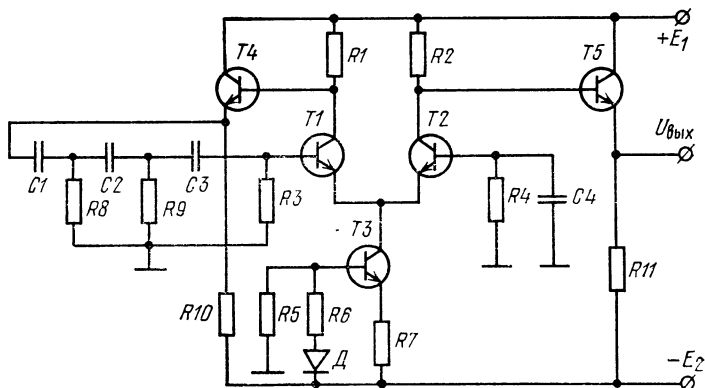 +E1
T4
R1
R2
T5
T1
T2
Uвых
C1
C2
C3
R8
R9
R3
R4
C4
T3
R11
R10
R5
R6
R7
Д
−E2